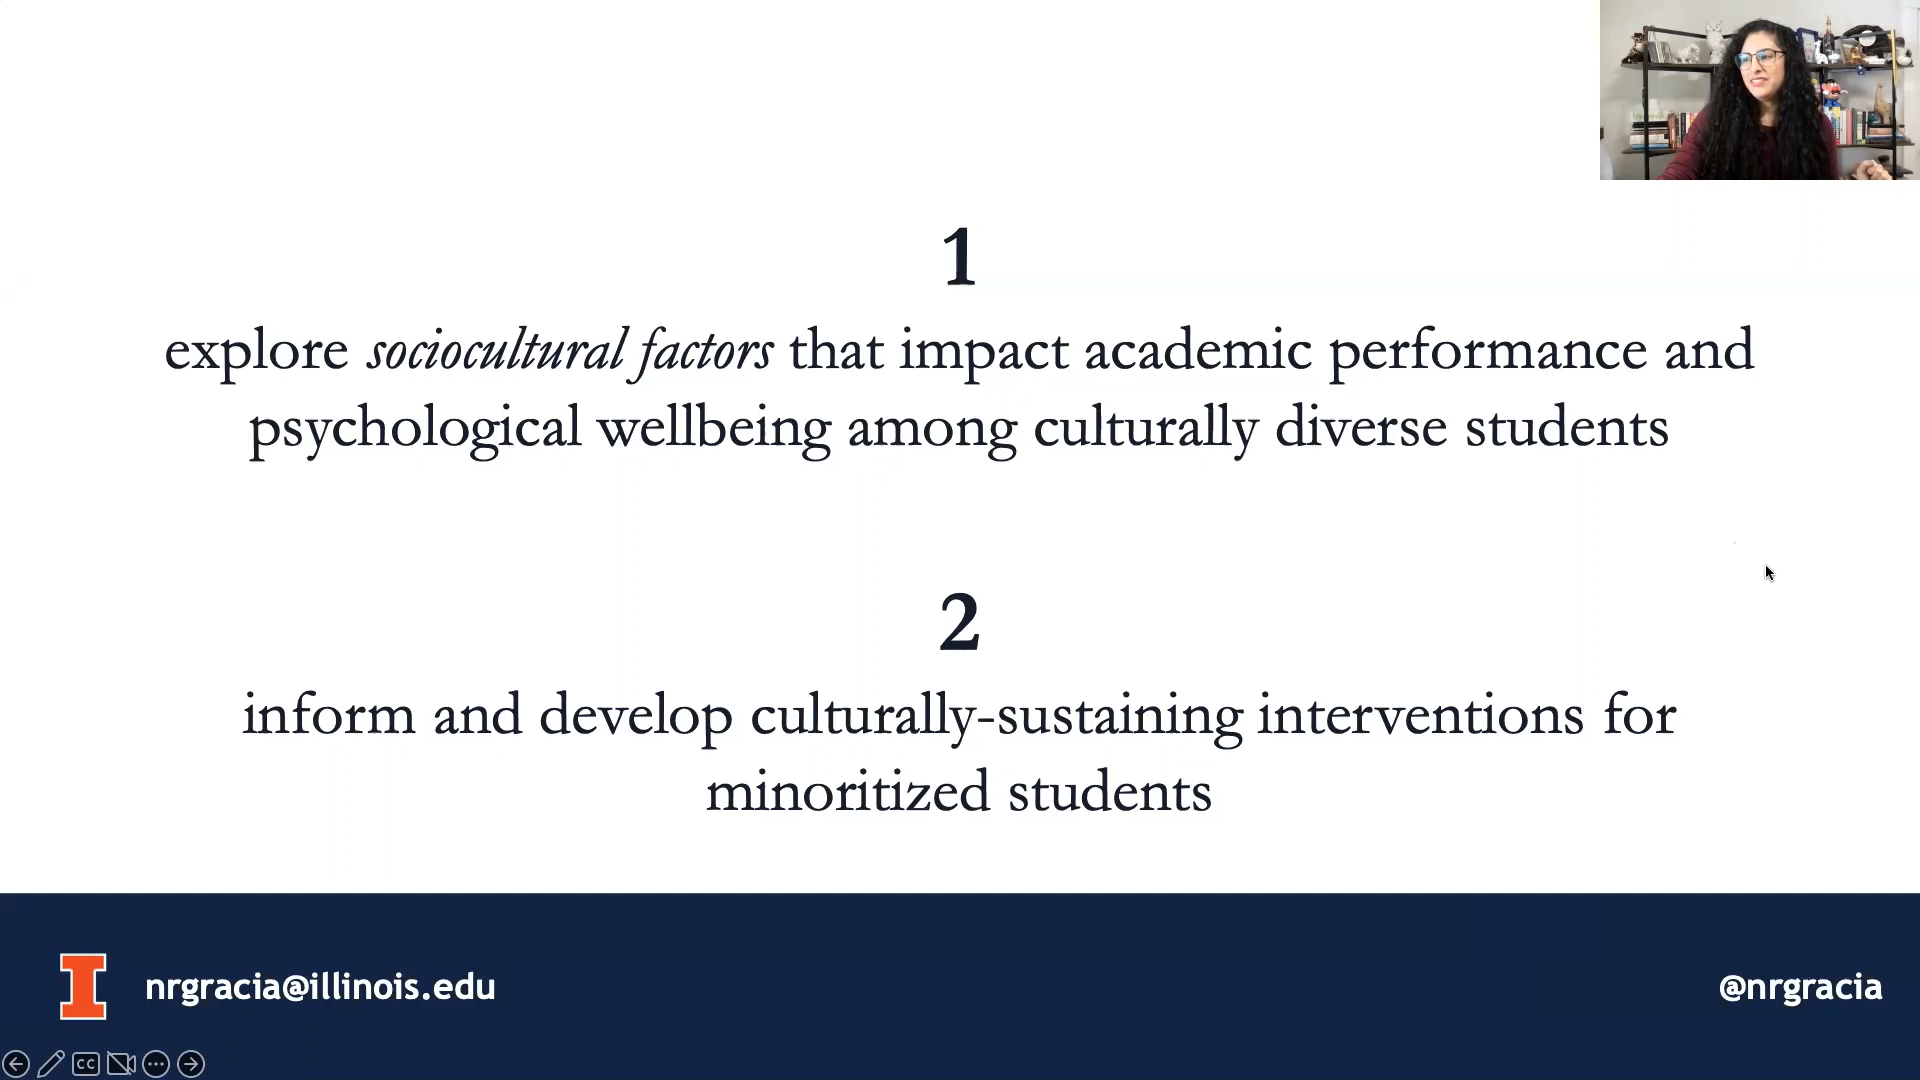 1
explore sociocultural factors that impact academic performance and
psychological wellbeing among culturally diverse students
2
inform and develop culturally-sustaining interventions for
minoritized students
I nrgracia@illinois.edu
@nrgracia
CC